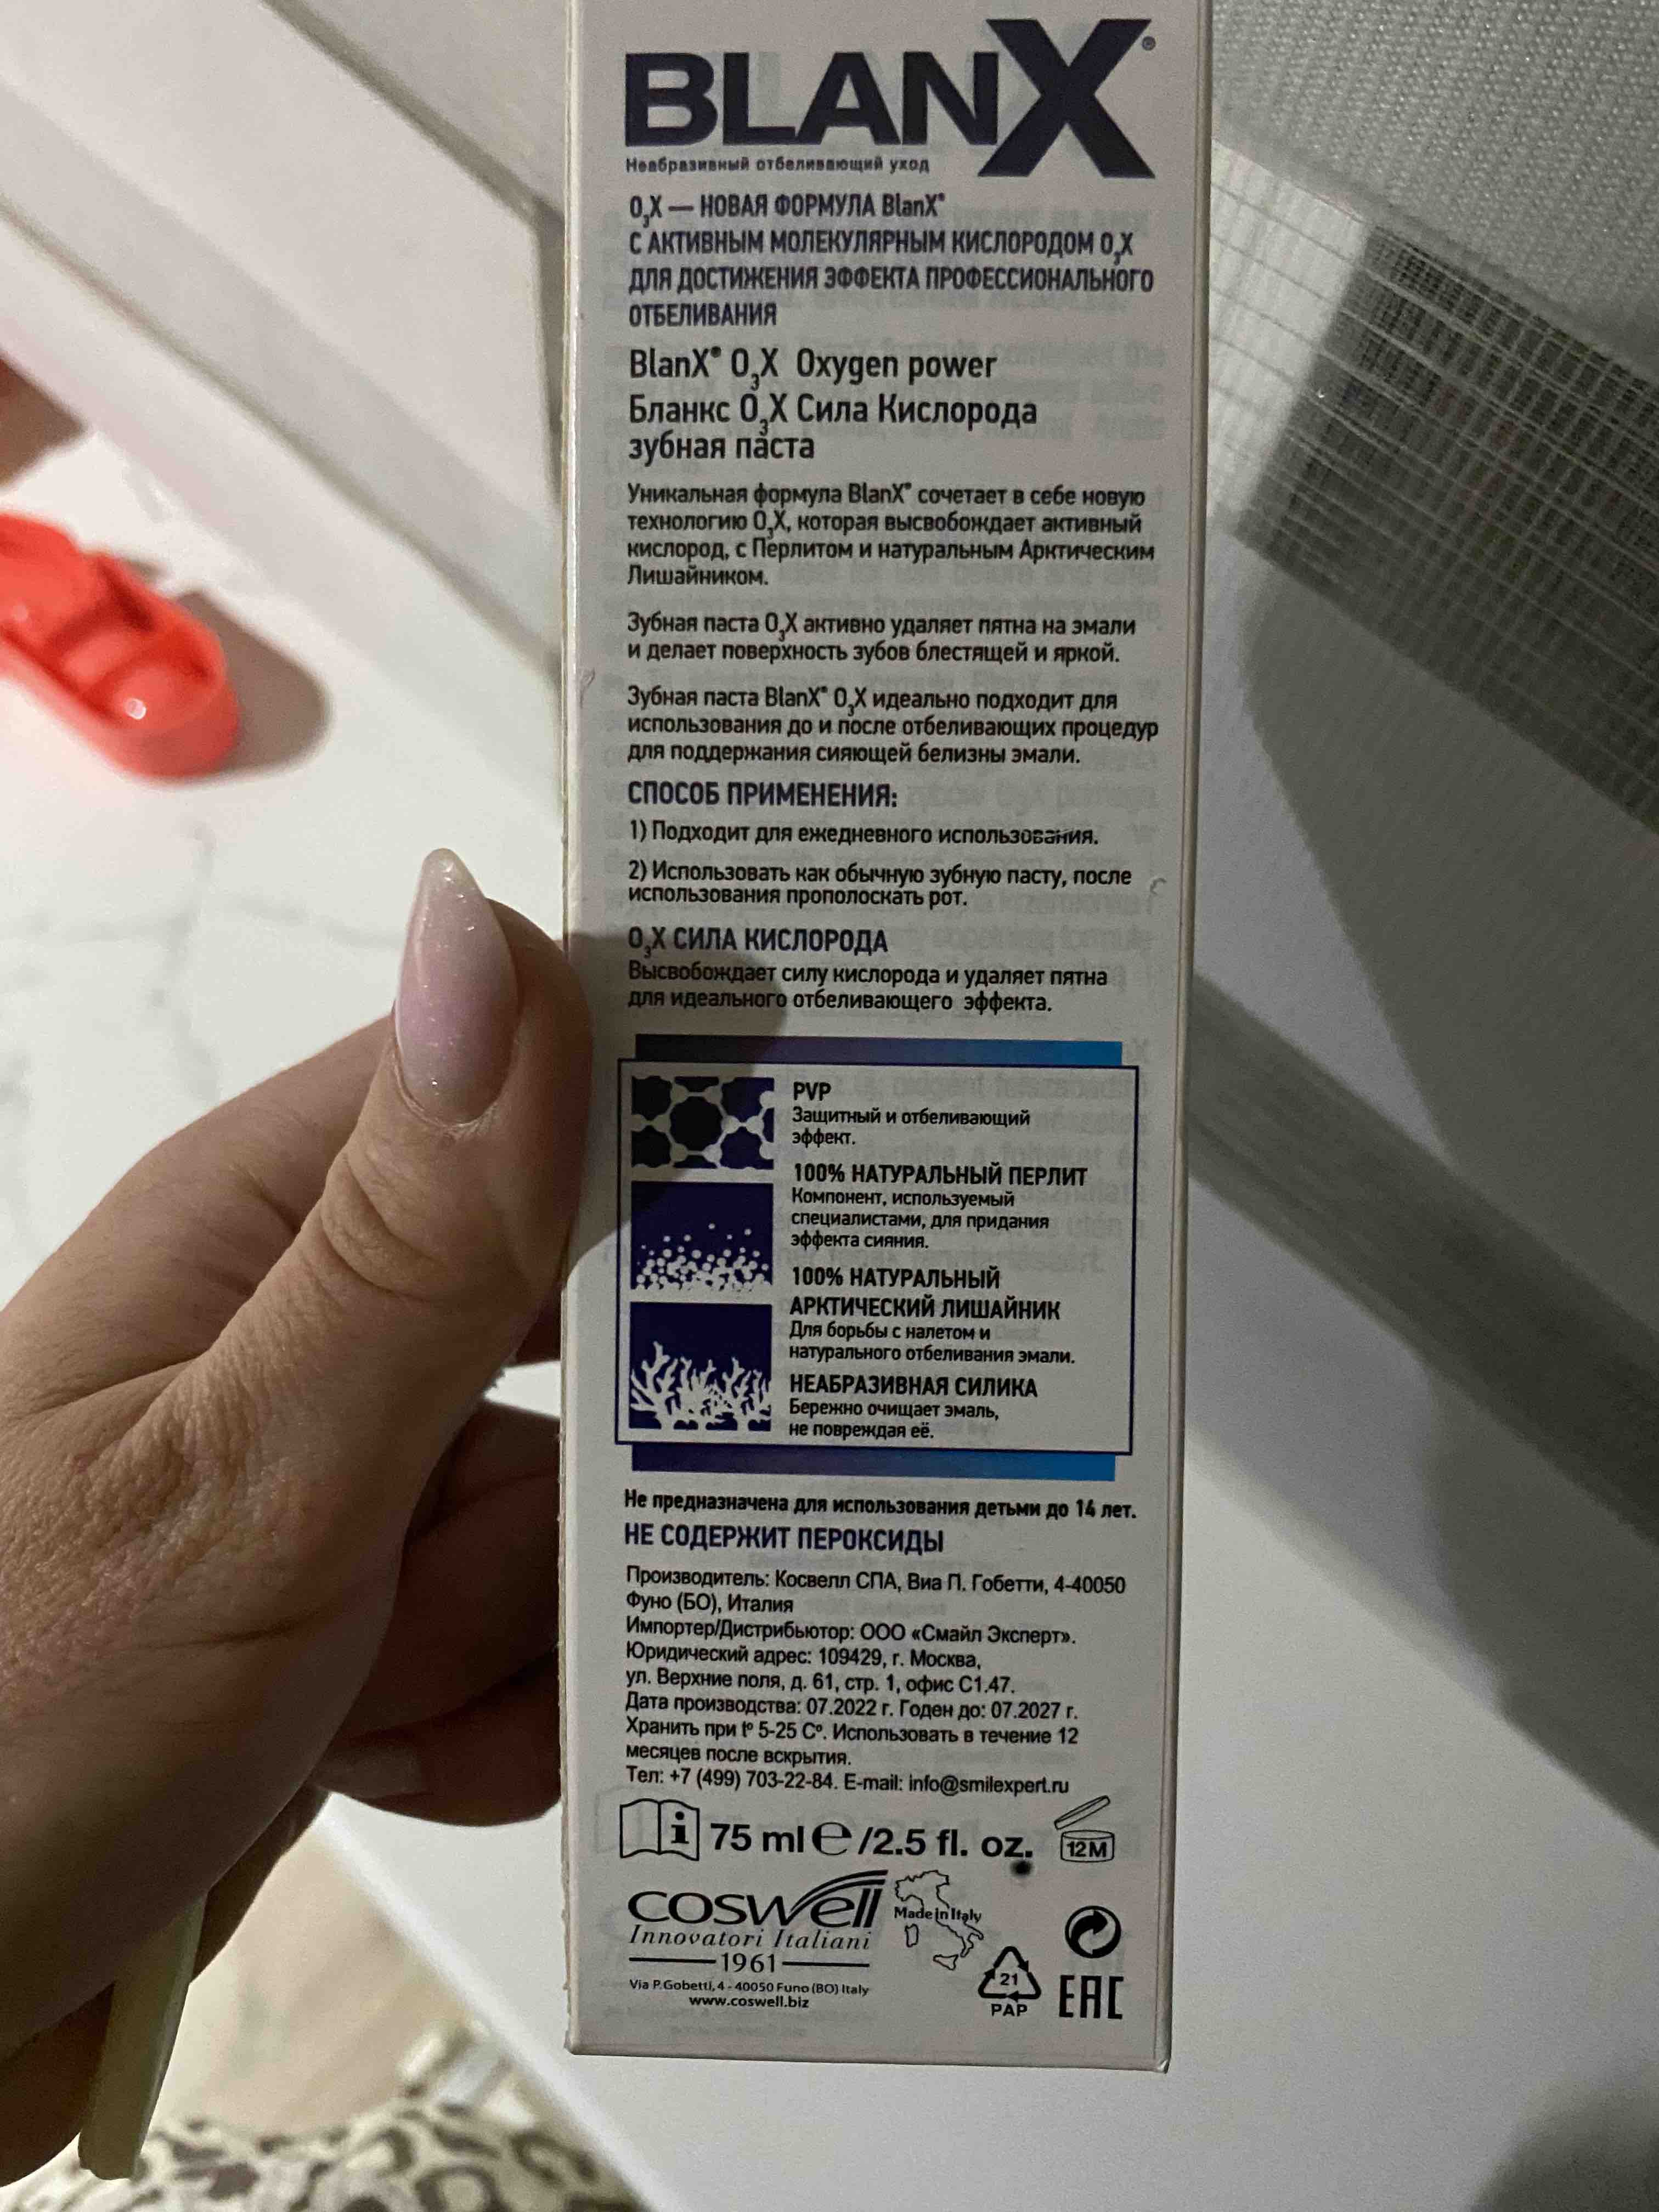 BLANX®
Неабразивный отбеливающий уход
O₃X — НОВАЯ ФОРМУЛА BlanX®
С АКТИВНЫМ МОЛЕКУЛЯРНЫМ КИСЛОРОДОМ O₃X
ДЛЯ ДОСТИЖЕНИЯ ЭФФЕКТА ПРОФЕССИОНАЛЬНОГО
ОТБЕЛИВАНИЯ
BlanX® O₃X Oxygen power
Бланкс O₃X Сила Кислорода
зубная паста
Уникальная формула BlanX® сочетает в себе новую
технологию O₃X, которая высвобождает активный
кислород, с Перлитом и натуральным Арктическим
Лишайником.
Зубная паста O₃X активно удаляет пятна на эмали
и делает поверхность зубов блестящей и яркой.
Зубная паста BlanX® O₃X идеально подходит для
использования до и после отбеливающих процедур
для поддержания сияющей белизны эмали.
СПОСОБ ПРИМЕНЕНИЯ:
1) Подходит для ежедневного использования.
2) Использовать как обычную зубную пасту, после
использования прополоскать рот.
O₃X СИЛА КИСЛОРОДА
Высвобождает силу кислорода и удаляет пятна
для идеального отбеливающего эффекта.
PVP
Защитный и отбеливающий
эффект.
100% НАТУРАЛЬНЫЙ ПЕРЛИТ
Компонент, используемый
специалистами, для придания
эффекта сияния.
100% НАТУРАЛЬНЫЙ
АРКТИЧЕСКИЙ ЛИШАЙНИК
Для борьбы с налетом и
натурального отбеливания эмали.
НЕАБРАЗИВНАЯ СИЛИКА
Бережно очищает эмаль,
не повреждая её.
Не предназначена для использования детьми до 14 лет.
НЕ СОДЕРЖИТ ПЕРОКСИДЫ
Производитель: Косвелл СПА, Виа П. Гобетти, 4-40050
Фуно (БО), Италия
Импортер/Дистрибьютор: ООО «Смайл Эксперт».
Юридический адрес: 109429, г. Москва,
ул. Верхние поля, д. 61, стр. 1, офис С1.47.
Дата производства: 07.2022 г. Годен до: 07.2027 г.
Хранить при t° 5-25 С°. Использовать в течение 12
месяцев после вскрытия.
Тел: +7 (499) 703-22-84. E-mail: info@smilexpert.ru
75 ml ℮ /2.5 fl. oz.
12M
coswell
Innovatori Italiani
1961
Via P.Gobetti, 4 - 40050 Funo (BO) Italy
www.coswell.biz
Made in Italy
21
PAP
EAC